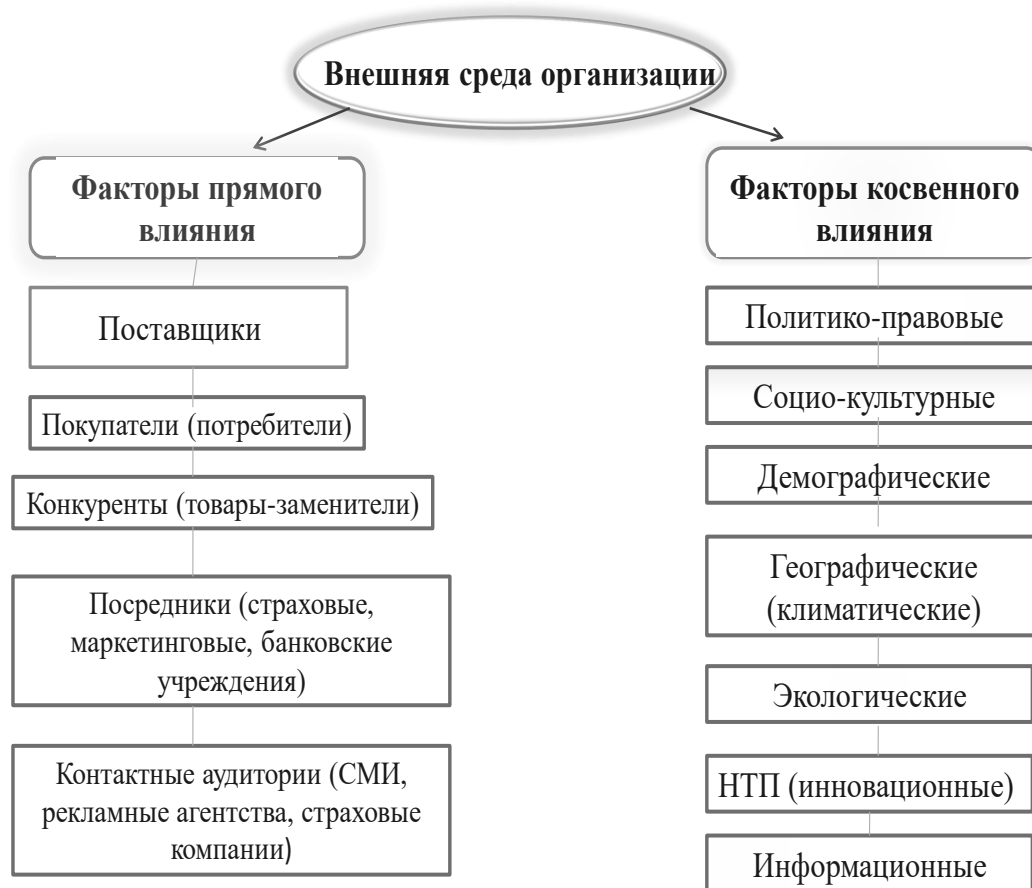 Внешняя среда организации
Факторы прямого
влияния
Поставщики
Покупатели (потребители)
Конкуренты (товары-заменители)
Посредники (страховые,
маркетинговые, банковские
учреждения)
Контактные аудитории (СМИ,
рекламные агентства, страховые
компании)
Факторы косвенного
влияния
Политико-правовые
Социо-культурные
Демографические
Географические
(климатические)
Экологические
НТП (инновационные)
Информационные